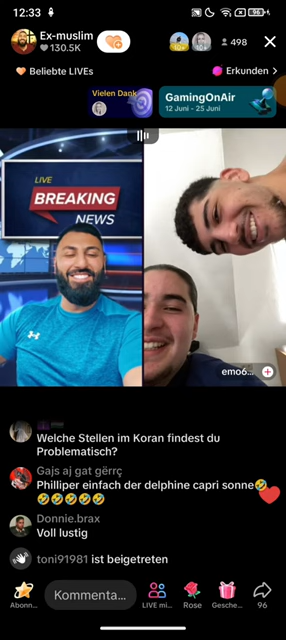 12:33
96
Ex-muslim
130.5K
498
Beliebte LIVEs
Erkunden
Vielen Dank
GamingOnAir
12 Juni - 25 Juni
LIVE
BREAKING
NEWS
emo6...
Welche Stellen im Koran findest du
Problematisch?
Gajs aj gat gërrç
Philliper einfach der delphine capri sonne🤣
🤣🤣🤣🤣🤣
Donnie.brax
Voll lustig
toni91981 ist beigetreten
Abonn...
Kommenta...
LIVE mi...
Rose
Gesche...
96